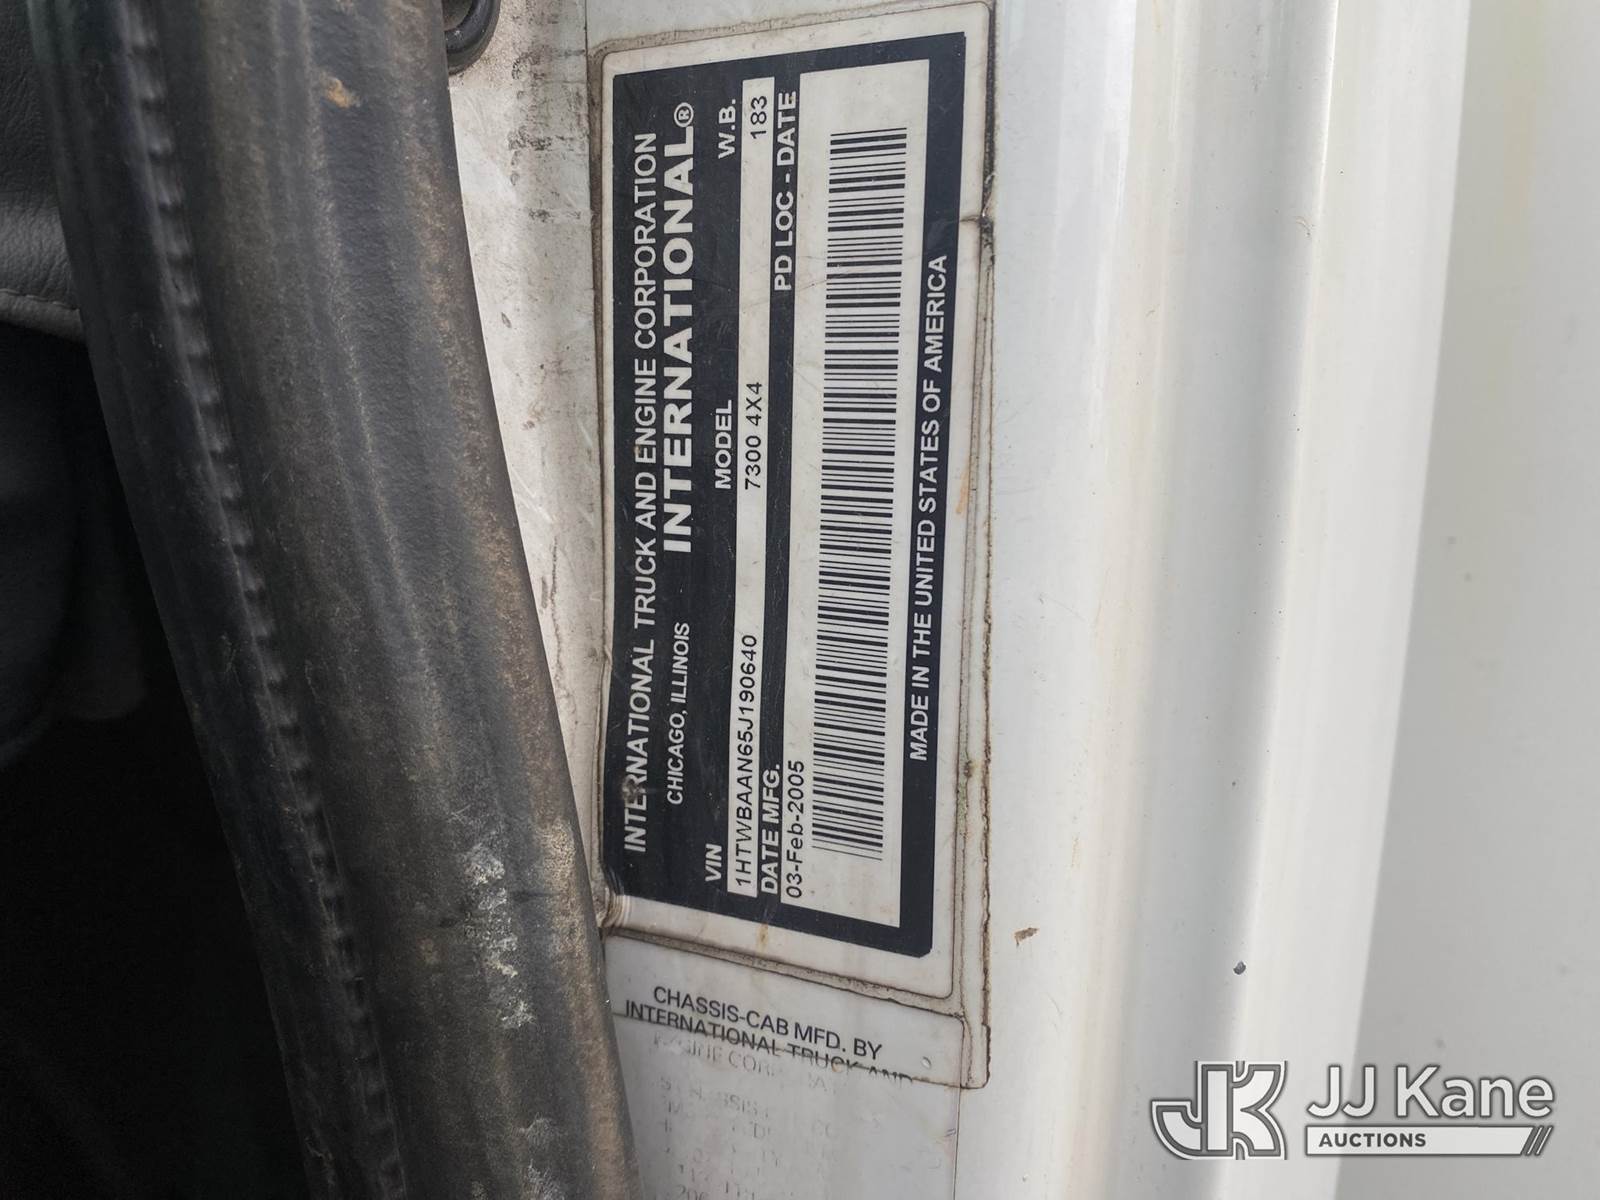 INTERNATIONAL TRUCK AND ENGINE CORPORATION
CHICAGO, ILLINOIS INTERNATIONAL®
VIN MODEL W.B.
1HTWBAAN65J190640 7300 4X4 183
DATE MFG. PD LOC - DATE
03-Feb-2005
MADE IN THE UNITED STATES OF AMERICA
CHASSIS-CAB MFD. BY
INTERNATIONAL TRUCK AND
JK JJ Kane
AUCTIONS